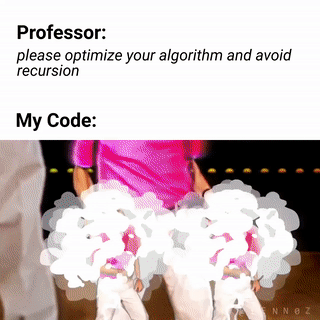 Professor:
please optimize your algorithm and avoid
recursion
My Code: